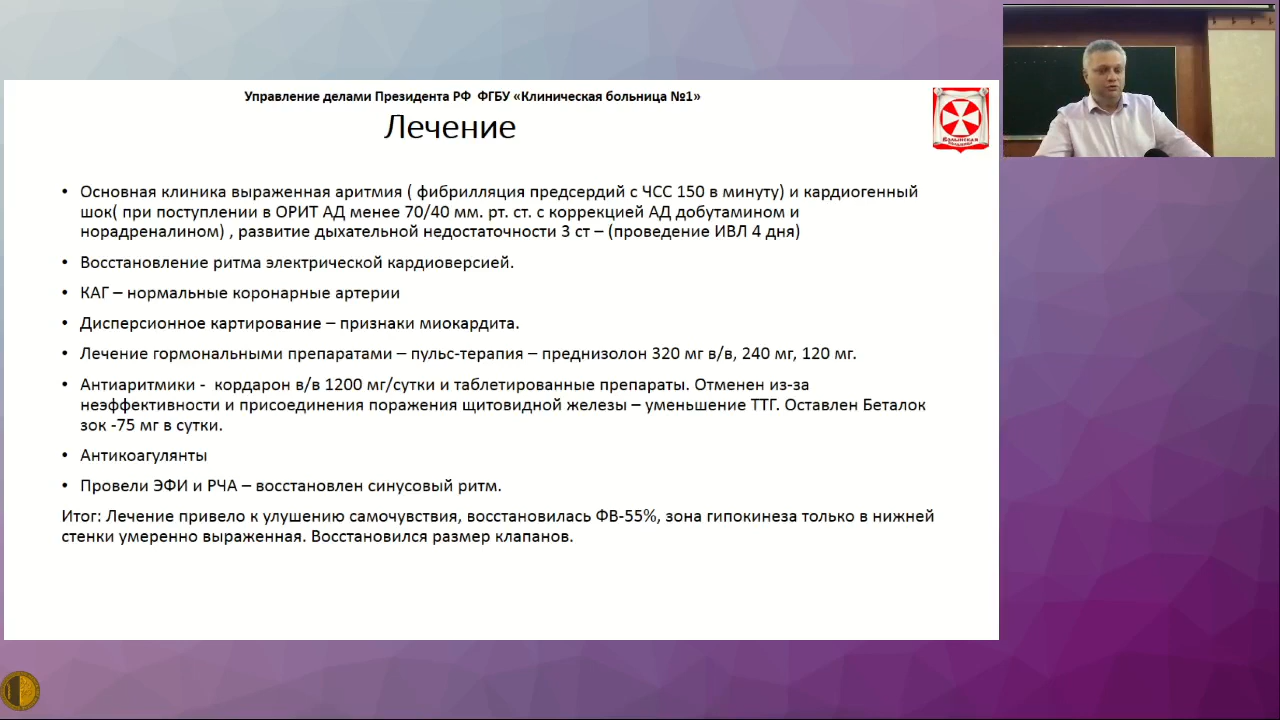 Управление делами Президента РФ ФГБУ «Клиническая больница №1»
Лечение
• Основная клиника выраженная аритмия ( фибрилляция предсердий с ЧСС 150 в минуту) и кардиогенный
шок( при поступлении в ОРИТ АД менее 70/40 мм. рт. ст. с коррекцией АД добутамином и
норадреналином) , развитие дыхательной недостаточности 3 ст – (проведение ИВЛ 4 дня)
• Восстановление ритма электрической кардиоверсией.
• КАГ – нормальные коронарные артерии
• Дисперсионное картирование – признаки миокардита.
• Лечение гормональными препаратами – пульс-терапия – преднизолон 320 мг в/в, 240 мг, 120 мг.
• Антиаритмики - кордарон в/в 1200 мг/сутки и таблетированные препараты. Отменен из-за
неэффективности и присоединения поражения щитовидной железы – уменьшение ТТГ. Оставлен Беталок
зок -75 мг в сутки.
• Антикоагулянты
• Провели ЭФИ и РЧА – восстановлен синусовый ритм.
Итог: Лечение привело к улушению самочувствия, восстановилась ФВ-55%, зона гипокинеза только в нижней
стенки умеренно выраженная. Восстановился размер клапанов.